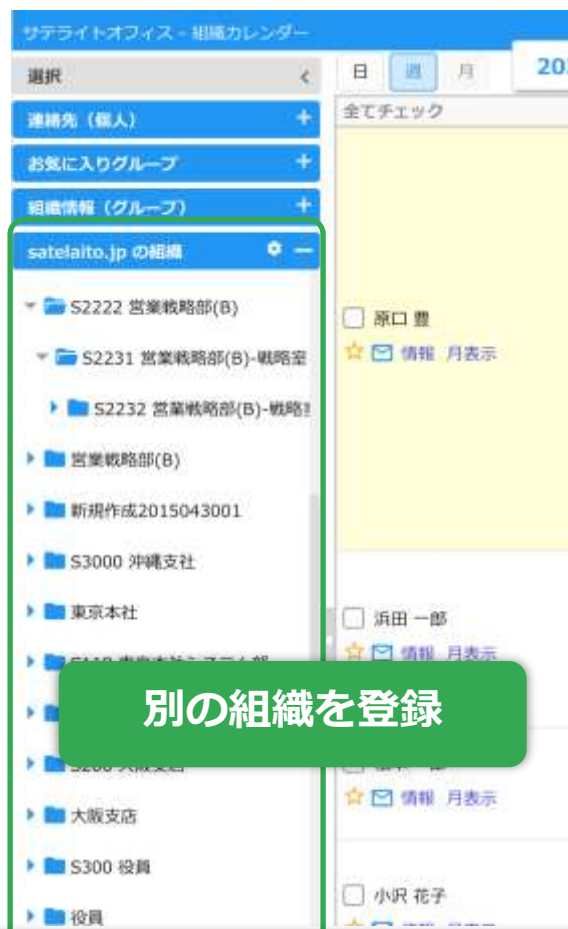 サテライトオフィス - 組織カレンダー
選択
日 週 月
連絡先（個人）
全てチェック
お気に入りグループ
組織情報（グループ）
satelaito.jp の組織
S2222 営業戦略部(B)
原口 豊
情報 月表示
S2231 営業戦略部(B)-戦略室
S2232 営業戦略部(B)-戦略
営業戦略部(B)
新規作成2015043001
S3000 沖縄支社
東京本社
浜田 一郎
情報 月表示
別の組織を登録
情報 月表示
大阪支店
S300 役員
小沢 花子
役員